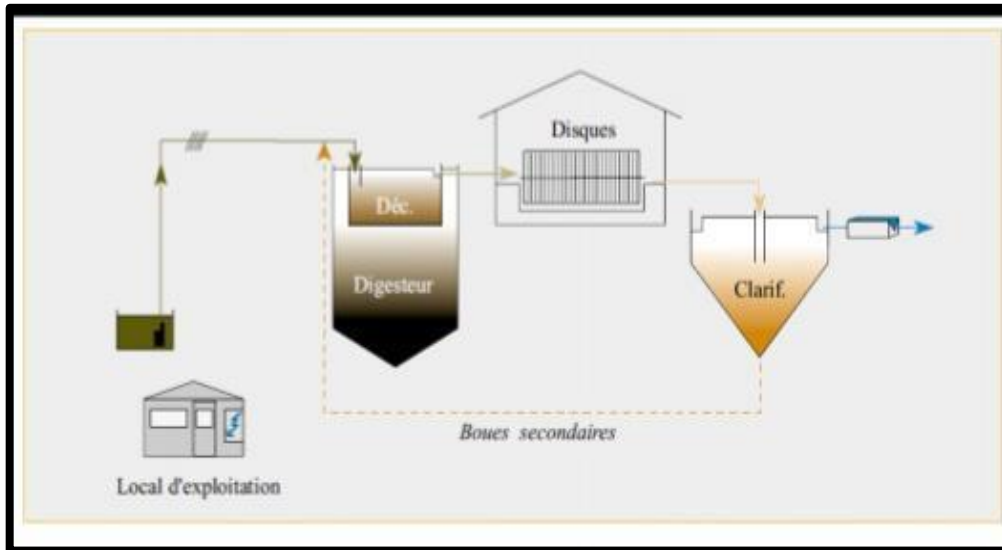 Disques
Déc.
Digesteur
Clarif.
Boues secondaires
Local d'exploitation